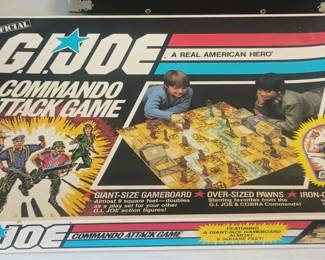 OFFICIAL
G.I. JOE
A REAL AMERICAN HERO
COMMANDO
ATTACK GAME
GIANT-SIZE GAMEBOARD ★ OVER-SIZED PAWNS ★ IRON-O
Almost 9 square feet—doubles
as a play set for your other
G.I. JOE action figures!
Starring favorites from the
G.I. JOE & COBRA Commands!
JOE
COMMANDO ATTACK GAME
FEATURING
A GIANT-SIZE GAMEBOARD
ALMOST
9 SQUARE FEET!